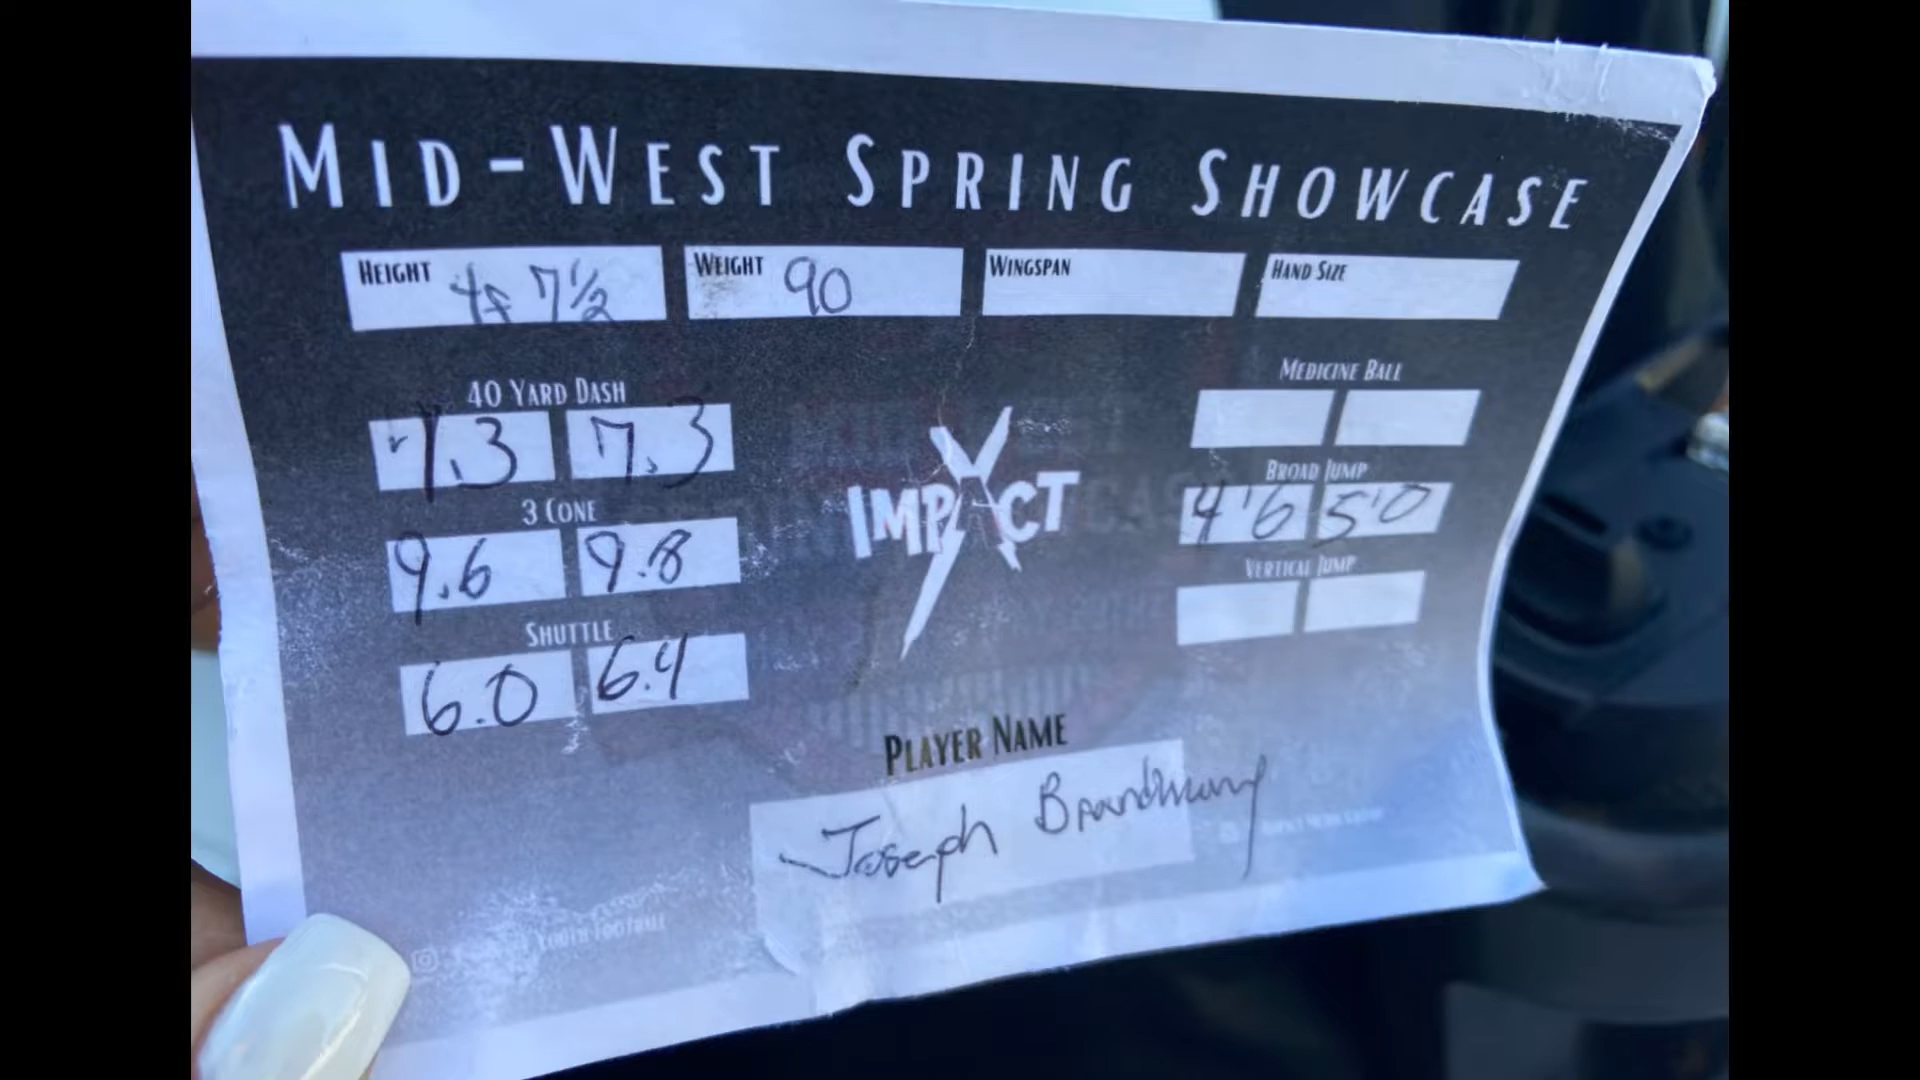 MID-WEST SPRING SHOWCASE
HEIGHT 4f 7½
WEIGHT 90
WINGSPAN
HAND SIZE
40 YARD DASH
7.3 7.3
3 CONE
9.6 9.8
SHUTTLE
6.0 6.4
IMPACT
MEDICINE BALL
BROAD JUMP
4'6 5'0
VERTICAL JUMP
PLAYER NAME
Joseph
YOUTH FOOTBALL